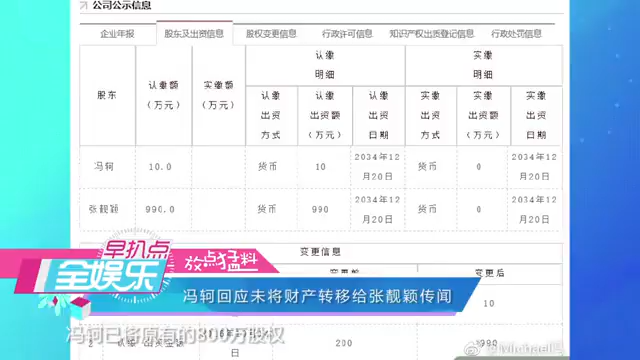 公司公示信息
企业年报 股东及出资信息 股权变更信息 行政许可信息 知识产权出质登记信息 行政处罚信息
股东 认缴额（万元） 实缴额（万元） 认缴明细 实缴明细
认缴出资方式 认缴出资额（万元） 认缴出资日期 实缴出资方式 实缴出资额（万元） 实缴出资日期
冯轲 10.0 货币 10 2034年12月20日 货币 0 2034年12月20日
张靓颖 990.0 货币 990 2034年12月20日 货币 0 2034年12月20日
变更信息
变更后
10
早扒点
全娱乐
放点猛料
冯轲回应未将财产转移给张靓颖传闻
冯轲已将原有的800万股权
2 200 990